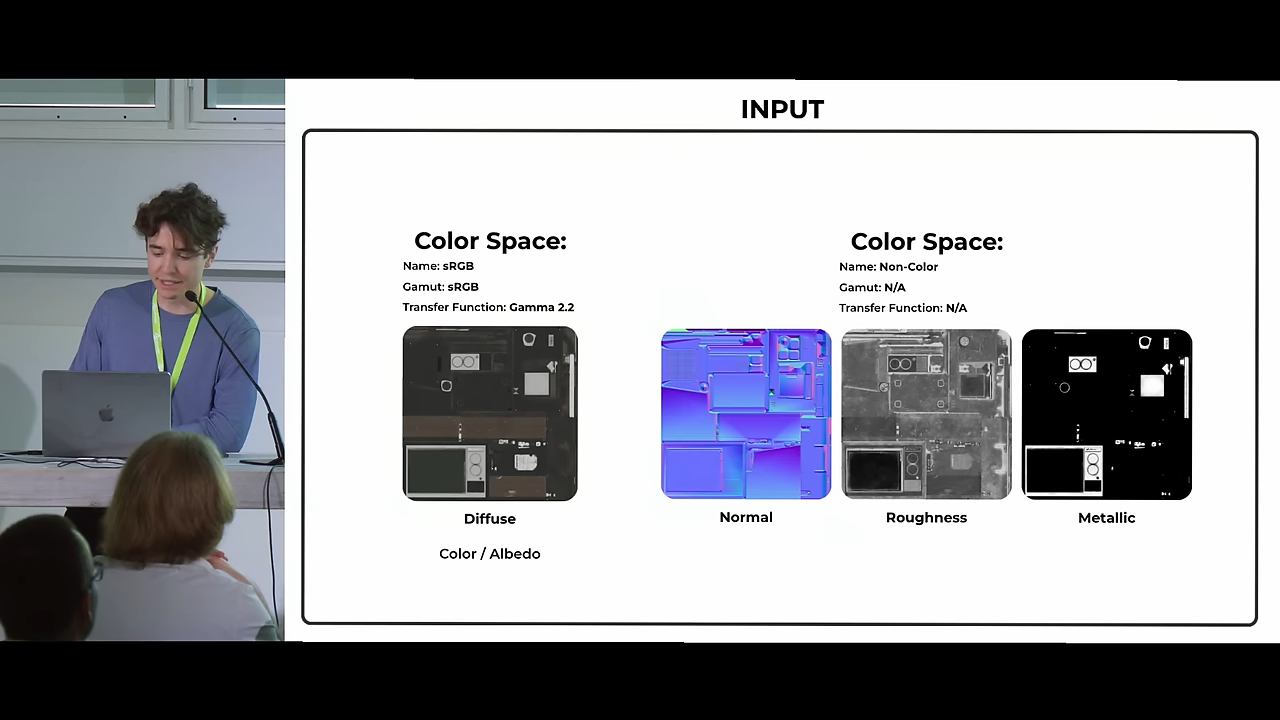 INPUT
Color Space:
Name: sRGB
Gamut: sRGB
Transfer Function: Gamma 2.2
Diffuse
Color / Albedo
Color Space:
Name: Non-Color
Gamut: N/A
Transfer Function: N/A
Normal
Roughness
Metallic